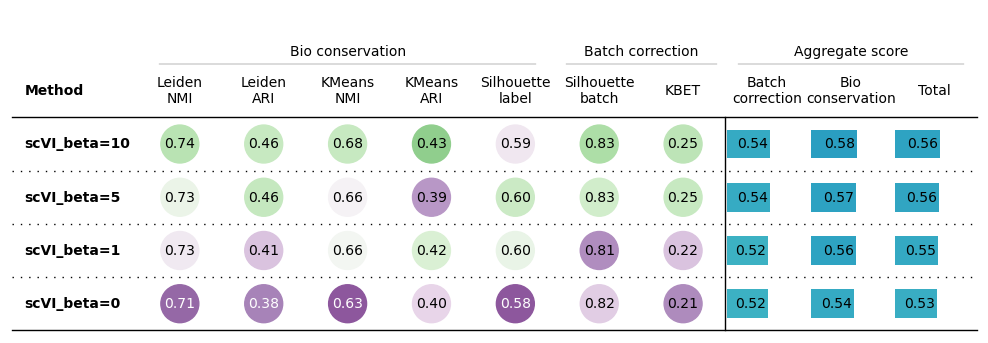 Bio conservation Batch correction Aggregate score
Method Leiden NMI Leiden ARI KMeans NMI KMeans ARI Silhouette label Silhouette batch KBET Batch correction Bio conservation Total
scVI_beta=10 0.74 0.46 0.68 0.43 0.59 0.83 0.25 0.54 0.58 0.56
scVI_beta=5 0.73 0.46 0.66 0.39 0.60 0.83 0.25 0.54 0.57 0.56
scVI_beta=1 0.73 0.41 0.66 0.42 0.60 0.81 0.22 0.52 0.56 0.55
scVI_beta=0 0.71 0.38 0.63 0.40 0.58 0.82 0.21 0.52 0.54 0.53